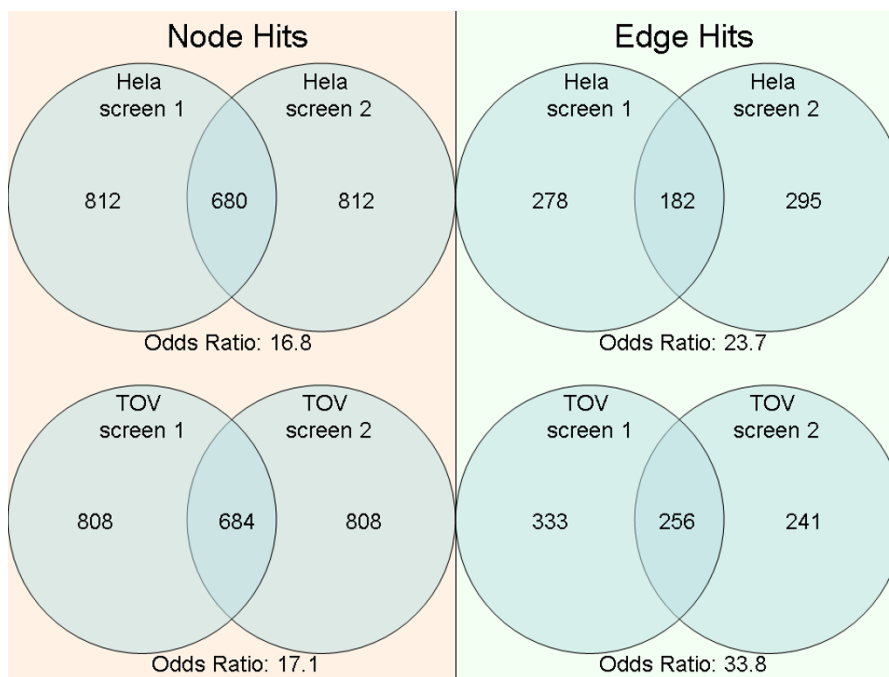 Node Hits
Hela
screen 1
Hela
screen 2
812
680
812
Odds Ratio: 16.8
TOV
screen 1
TOV
screen 2
808
684
808
Odds Ratio: 17.1
Edge Hits
Hela
screen 1
Hela
screen 2
278
182
295
Odds Ratio: 23.7
TOV
screen 1
TOV
screen 2
333
256
241
Odds Ratio: 33.8